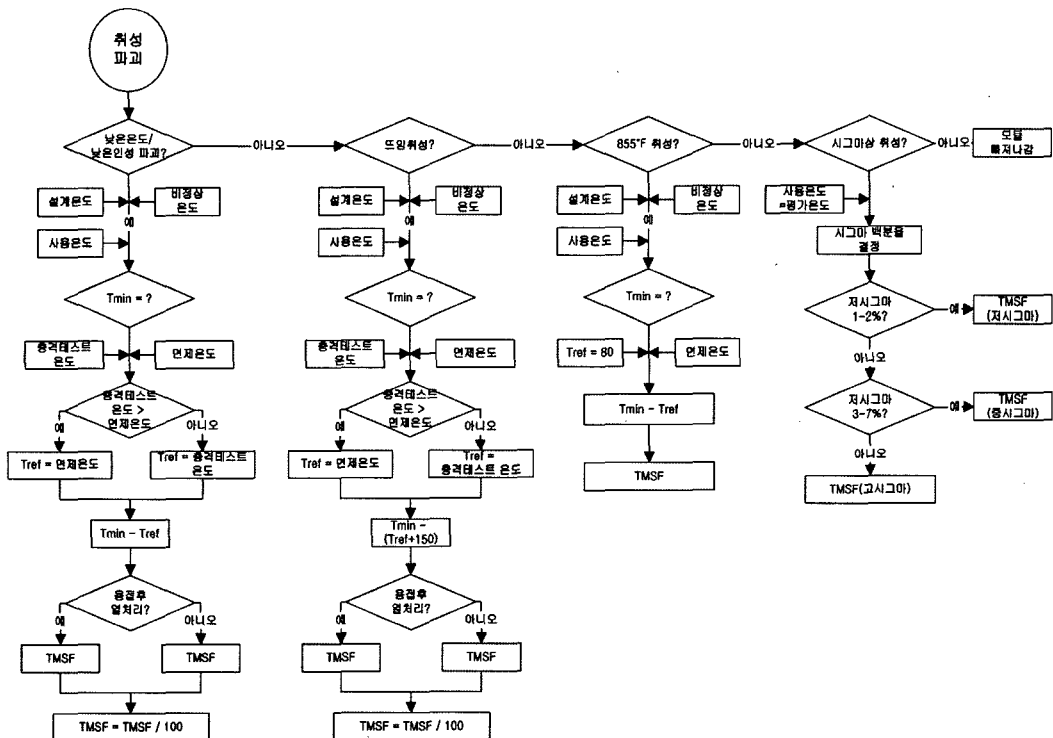 취성
파괴
낮은온도/
낮은인성 파괴?
아니오
뜨임취성?
아니오
855°F 취성?
아니오
시그마상 취성?
아니오
모듈
빠져나감
설계온도
비정상
온도
예
사용온도
Tmin = ?
충격테스트
온도
면제온도
충격테스트
온도 >
면제온도
예
아니오
Tref = 면제온도
Tref = 충격테스트
온도
Tmin - Tref
용접후
열처리?
예
아니오
TMSF
TMSF
TMSF = TMSF / 100
설계온도
비정상
온도
예
사용온도
Tmin = ?
충격테스트
온도
면제온도
충격테스트
온도 >
면제온도
예
아니오
Tref = 면제온도
Tref =
충격테스트 온도
Tmin -
(Tref+150)
용접후
열처리?
예
아니오
TMSF
TMSF
TMSF = TMSF / 100
설계온도
비정상
온도
예
사용온도
Tmin = ?
Tref = 80
면제온도
Tmin - Tref
TMSF
사용온도
=평가온도
예
시그마 백분율
결정
저시그마
1-2%?
예
TMSF
(저시그마)
아니오
저시그마
3-7%?
예
TMSF
(중시그마)
아니오
TMSF(고시그마)